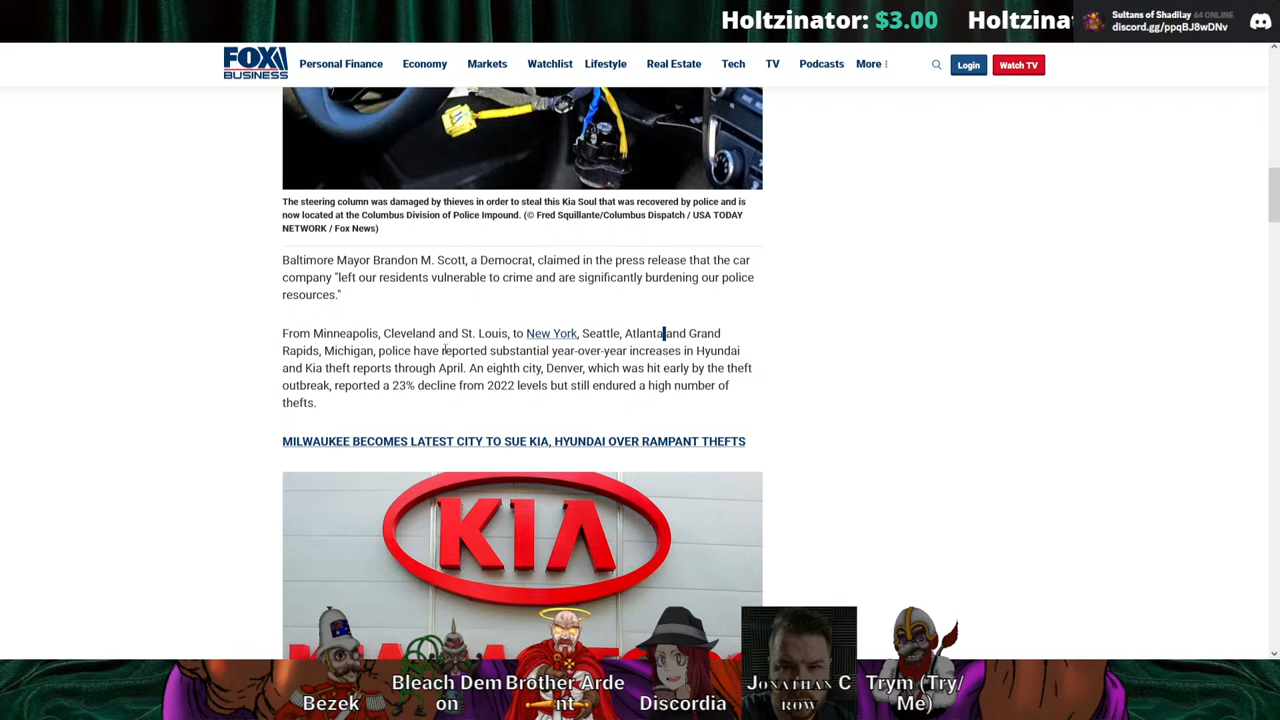 Holtzinator: $3.00 Holtzina
Sultans of Shadilay 64 ONLINE
discord.gg/ppqBJ8wDNv
FOX
BUSINESS
Personal Finance Economy Markets Watchlist Lifestyle Real Estate Tech TV Podcasts More Login Watch TV
The steering column was damaged by thieves in order to steal this Kia Soul that was recovered by police and is
now located at the Columbus Division of Police Impound. (© Fred Squillante/Columbus Dispatch / USA TODAY
NETWORK / Fox News)
Baltimore Mayor Brandon M. Scott, a Democrat, claimed in the press release that the car
company "left our residents vulnerable to crime and are significantly burdening our police
resources."
From Minneapolis, Cleveland and St. Louis, to New York, Seattle, Atlanta and Grand
Rapids, Michigan, police have reported substantial year-over-year increases in Hyundai
and Kia theft reports through April. An eighth city, Denver, which was hit early by the theft
outbreak, reported a 23% decline from 2022 levels but still endured a high number of
thefts.
MILWAUKEE BECOMES LATEST CITY TO SUE KIA, HYUNDAI OVER RAMPANT THEFTS
KIA
Bezek
Bleach Dem
on
Brother Arde
nt
Discordia
Jonathan C
row
Trym (Try/
Me)